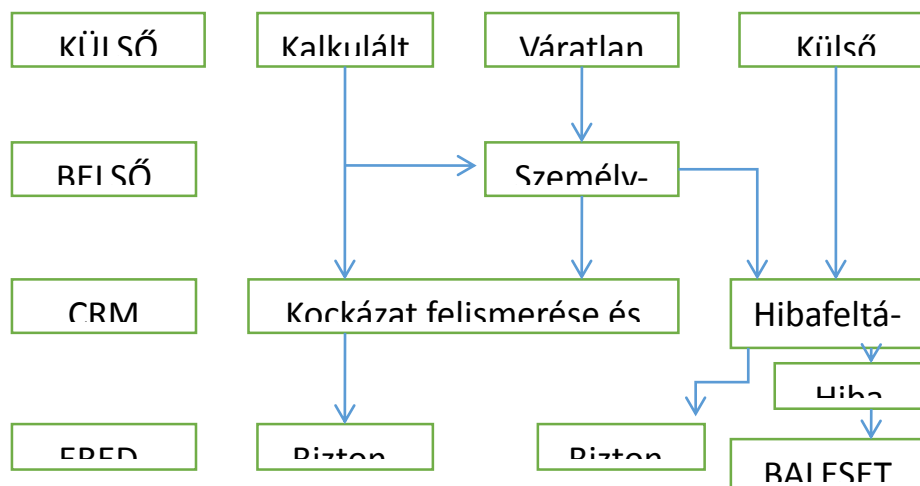 KÜLSŐ Kalkulált Váratlan Külső
BELSŐ Személy-
CRM Kockázat felismerése és Hibafeltá-
Hiba
ERED Bizton Bizton
BALESET